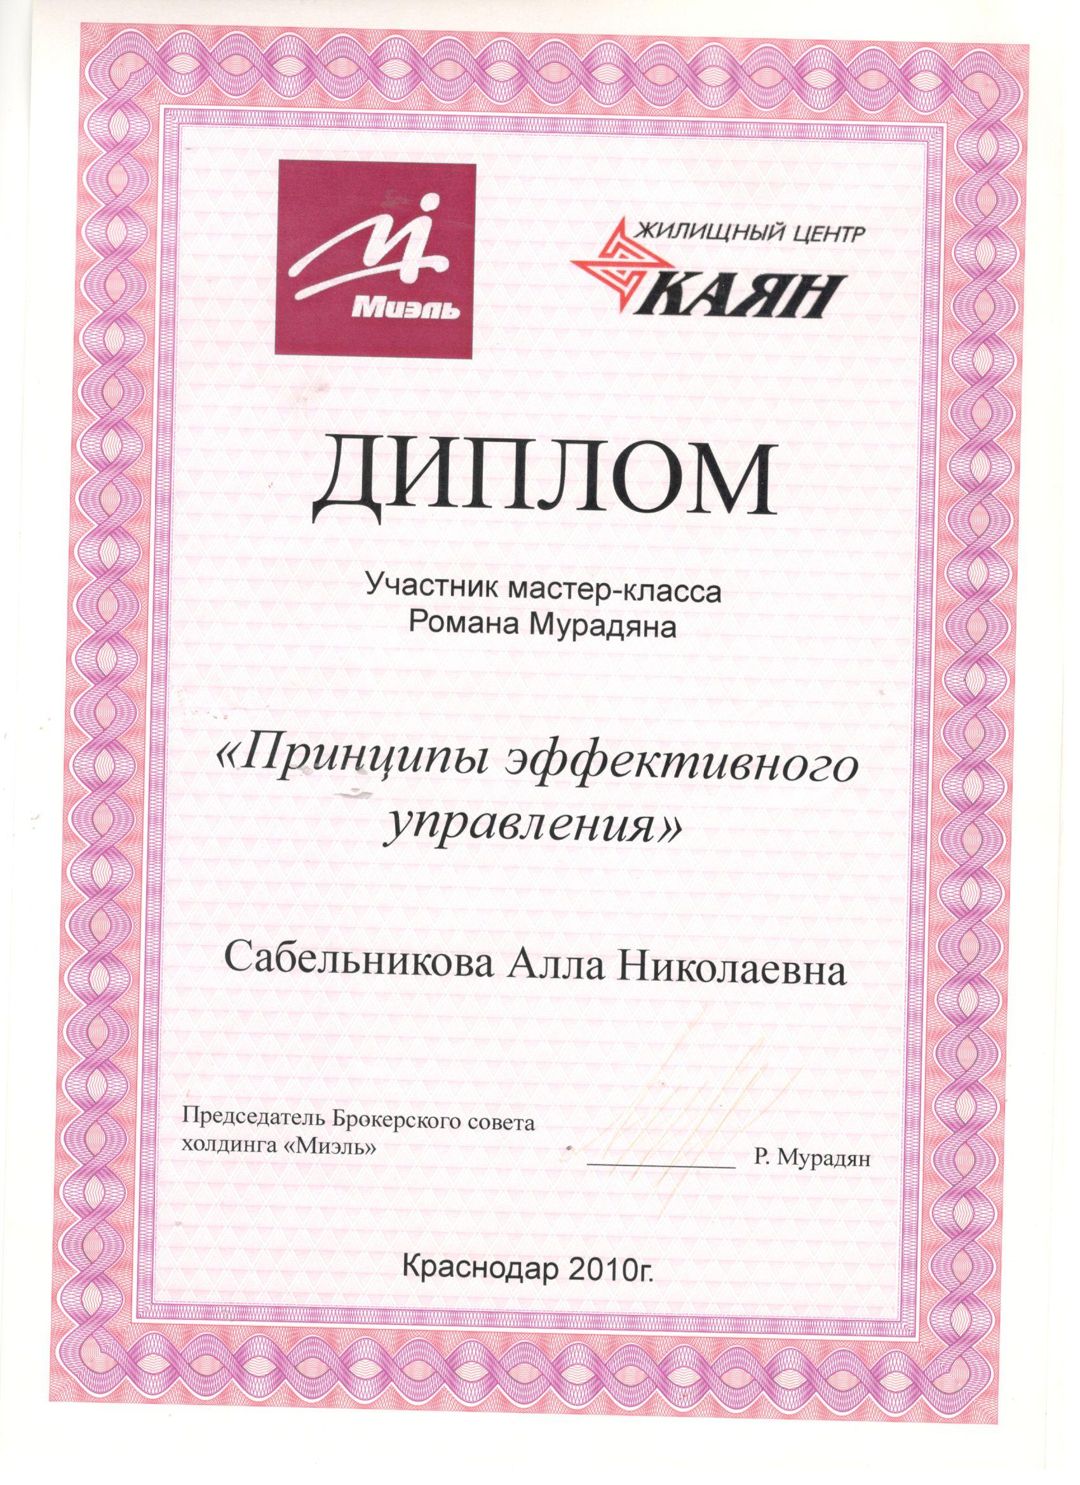 Миэль
ЖИЛИЩНЫЙ ЦЕНТР
КАЯН
ДИПЛОМ
Участник мастер-класса
Романа Мурадяна
«Принципы эффективного
управления»
Сабельникова Алла Николаевна
Председатель Брокерского совета
холдинга «Миэль»
Р. Мурадян
Краснодар 2010г.